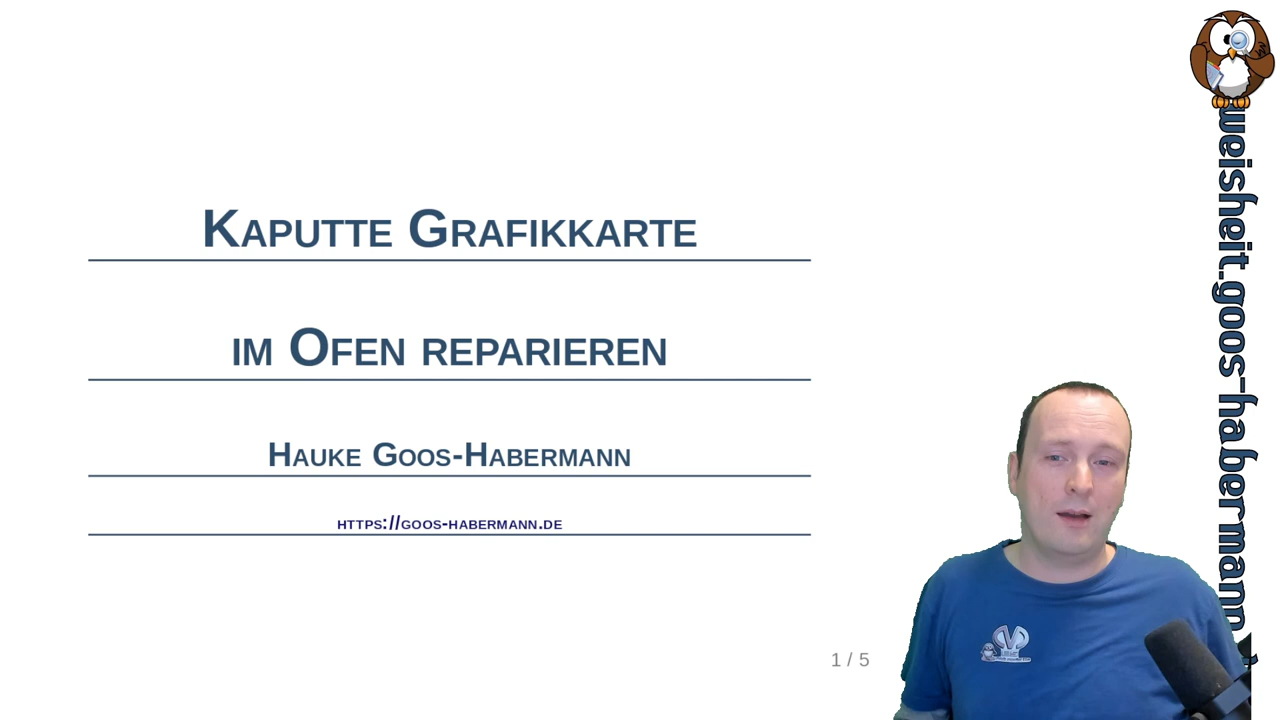 Kaputte Grafikkarte
im Ofen reparieren
Hauke Goos-Habermann
https://goos-habermann.de
1 / 5
weisheit.goos-habermann